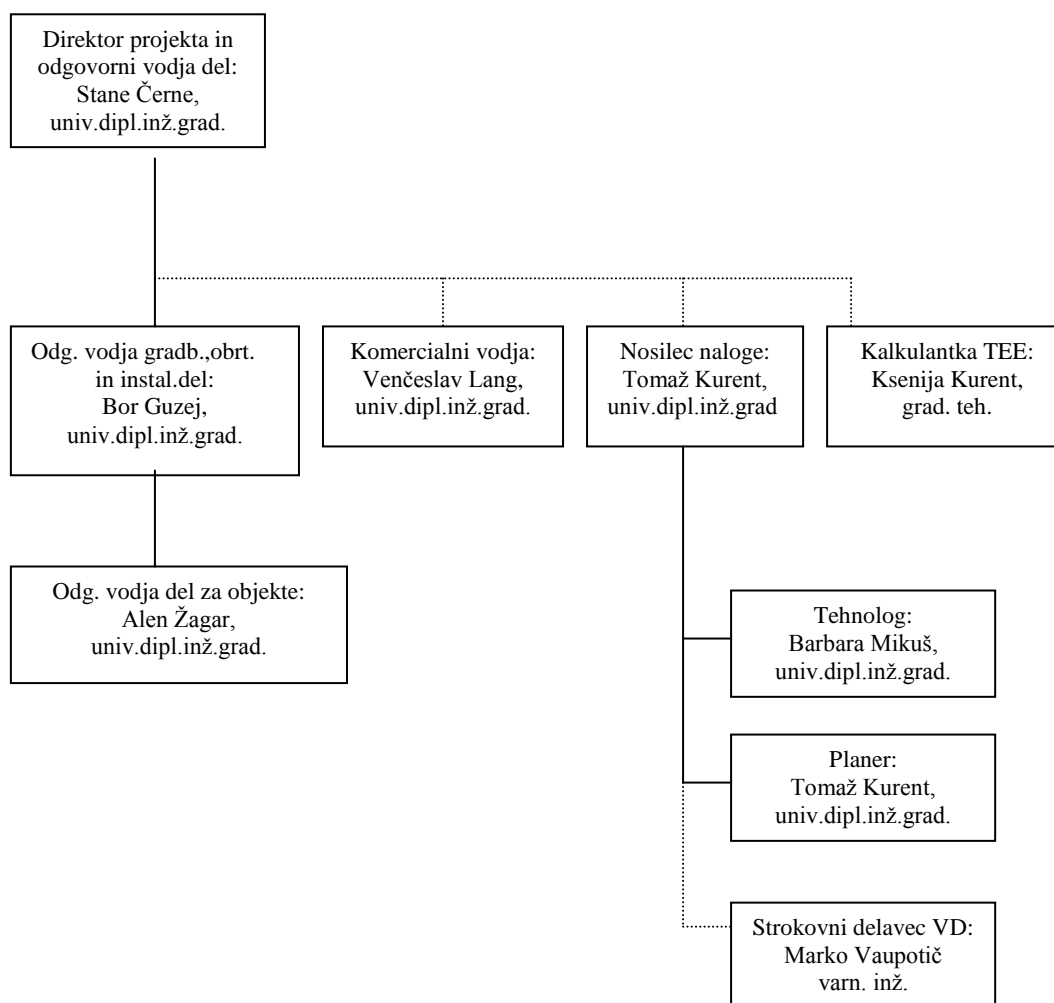 Direktor projekta in
odgovorni vodja del:
Stane Černe,
univ.dipl.inž.grad.
Odg. vodja gradb.,obrt.
in instal.del:
Bor Guzej,
univ.dipl.inž.grad.
Komercialni vodja:
Venčeslav Lang,
univ.dipl.inž.grad.
Nosilec naloge:
Tomaž Kurent,
univ.dipl.inž.grad
Kalkulantka TEE:
Ksenija Kurent,
grad. teh.
Odg. vodja del za objekte:
Alen Žagar,
univ.dipl.inž.grad.
Tehnolog:
Barbara Mikuš,
univ.dipl.inž.grad.
Planer:
Tomaž Kurent,
univ.dipl.inž.grad.
Strokovni delavec VD:
Marko Vaupotič
varn. inž.